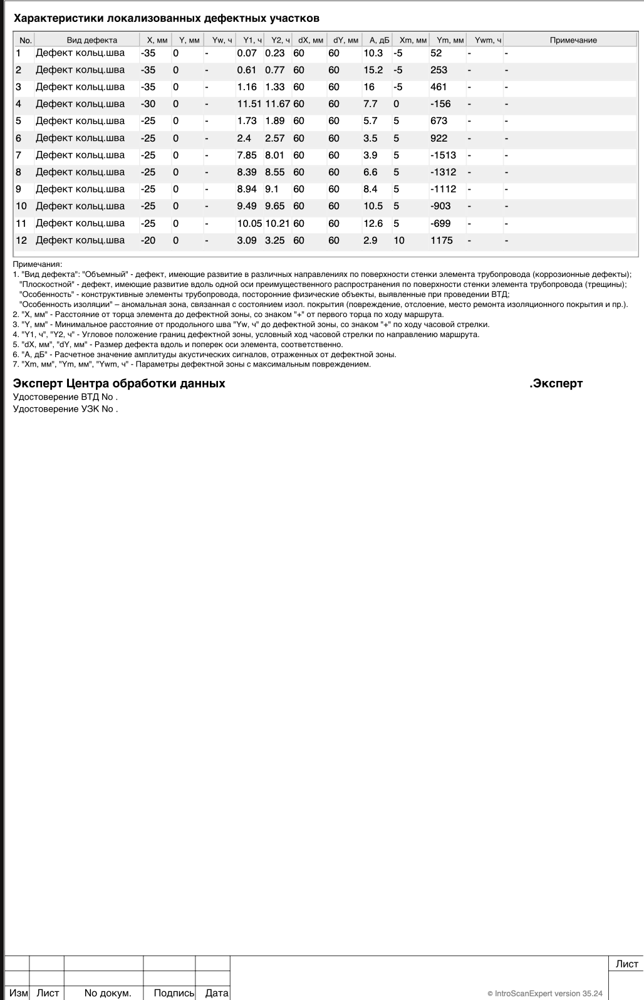 Характеристики локализованных дефектных участков
No. Вид дефекта X, мм Y, мм Yw, ч Y1, ч Y2, ч dX, мм dY, мм А, дБ Xm, мм Ym, мм Ywm, ч Примечание
1 Дефект кольц.шва -35 0 - 0.07 0.23 60 60 10.3 -5 52 - -
2 Дефект кольц.шва -35 0 - 0.61 0.77 60 60 15.2 -5 253 - -
3 Дефект кольц.шва -35 0 - 1.16 1.33 60 60 16 -5 461 - -
4 Дефект кольц.шва -30 0 - 11.51 11.67 60 60 7.7 0 -156 - -
5 Дефект кольц.шва -25 0 - 1.73 1.89 60 60 5.7 5 673 - -
6 Дефект кольц.шва -25 0 - 2.4 2.57 60 60 3.5 5 922 - -
7 Дефект кольц.шва -25 0 - 7.85 8.01 60 60 3.9 5 -1513 - -
8 Дефект кольц.шва -25 0 - 8.39 8.55 60 60 6.6 5 -1312 - -
9 Дефект кольц.шва -25 0 - 8.94 9.1 60 60 8.4 5 -1112 - -
10 Дефект кольц.шва -25 0 - 9.49 9.65 60 60 10.5 5 -903 - -
11 Дефект кольц.шва -25 0 - 10.05 10.21 60 60 12.6 5 -699 - -
12 Дефект кольц.шва -20 0 - 3.09 3.25 60 60 2.9 10 1175 - -
Примечания:
1. "Вид дефекта": "Объемный" - дефект, имеющие развитие в различных направлениях по поверхности стенки элемента трубопровода (коррозионные дефекты);
"Плоскостной" - дефект, имеющие развитие вдоль одной оси преимущественного распространения по поверхности стенки элемента трубопровода (трещины);
"Особенность" - конструктивные элементы трубопровода, посторонние физические объекты, выявленные при проведении ВТД;
"Особенность изоляции" – аномальная зона, связанная с состоянием изол. покрытия (повреждение, отслоение, место ремонта изоляционного покрытия и пр.).
2. "X, мм" - Расстояние от торца элемента до дефектной зоны, со знаком "+" от первого торца по ходу маршрута.
3. "Y, мм" - Минимальное расстояние от продольного шва "Yw, ч" до дефектной зоны, со знаком "+" по ходу часовой стрелки.
4. "Y1, ч", "Y2, ч" - Угловое положение границ дефектной зоны, условный ход часовой стрелки по направлению маршрута.
5. "dX, мм", "dY, мм" - Размер дефекта вдоль и поперек оси элемента, соответственно.
6. "А, дБ" - Расчетное значение амплитуды акустических сигналов, отраженных от дефектной зоны.
7. "Xm, мм", "Ym, мм", "Ywm, ч" - Параметры дефектной зоны с максимальным повреждением.
Эксперт Центра обработки данных .Эксперт
Удостоверение ВТД No .
Удостоверение УЗК No .
Лист
Изм Лист No докум. Подпись Дата
© IntroScanExpert version 35.24